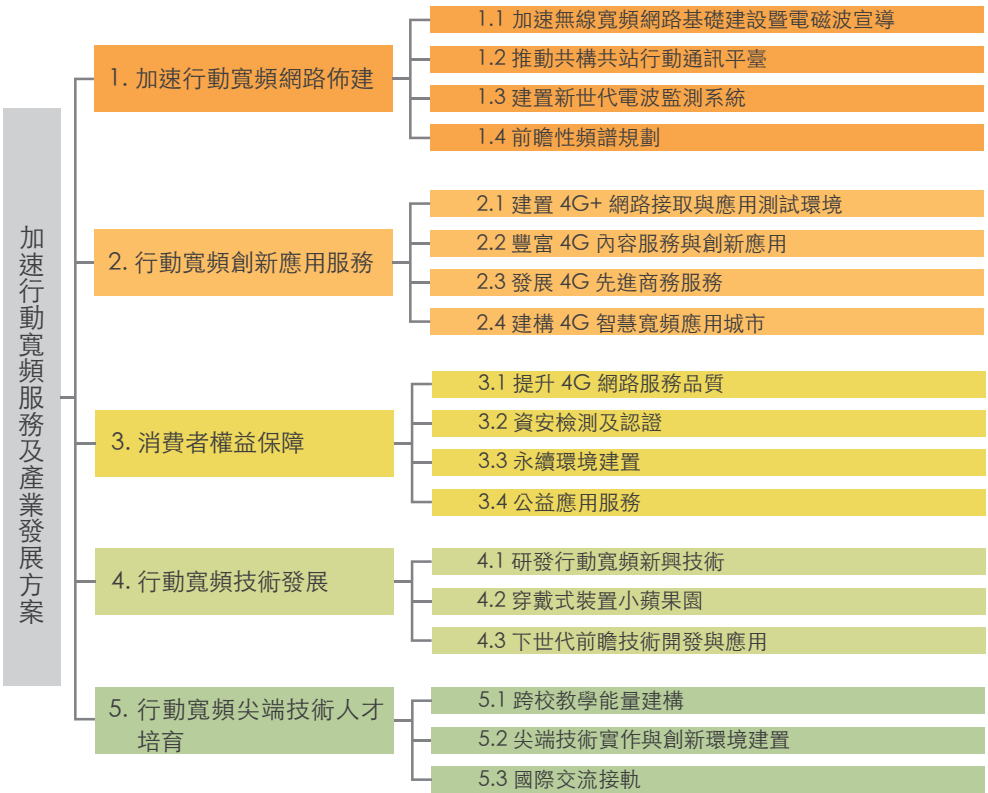 加速行動寬頻服務及產業發展方案
1. 加速行動寬頻網路佈建
1.1 加速無線寬頻網路基礎建設暨電磁波宣導
1.2 推動共構共站行動通訊平臺
1.3 建置新世代電波監測系統
1.4 前瞻性頻譜規劃
2. 行動寬頻創新應用服務
2.1 建置 4G+ 網路接取與應用測試環境
2.2 豐富 4G 內容服務與創新應用
2.3 發展 4G 先進商務服務
2.4 建構 4G 智慧寬頻應用城市
3. 消費者權益保障
3.1 提升 4G 網路服務品質
3.2 資安檢測及認證
3.3 永續環境建置
3.4 公益應用服務
4. 行動寬頻技術發展
4.1 研發行動寬頻新興技術
4.2 穿戴式裝置小蘋果園
4.3 下世代前瞻技術開發與應用
5. 行動寬頻尖端技術人才
培育
5.1 跨校教學能量建構
5.2 尖端技術實作與創新環境建置
5.3 國際交流接軌